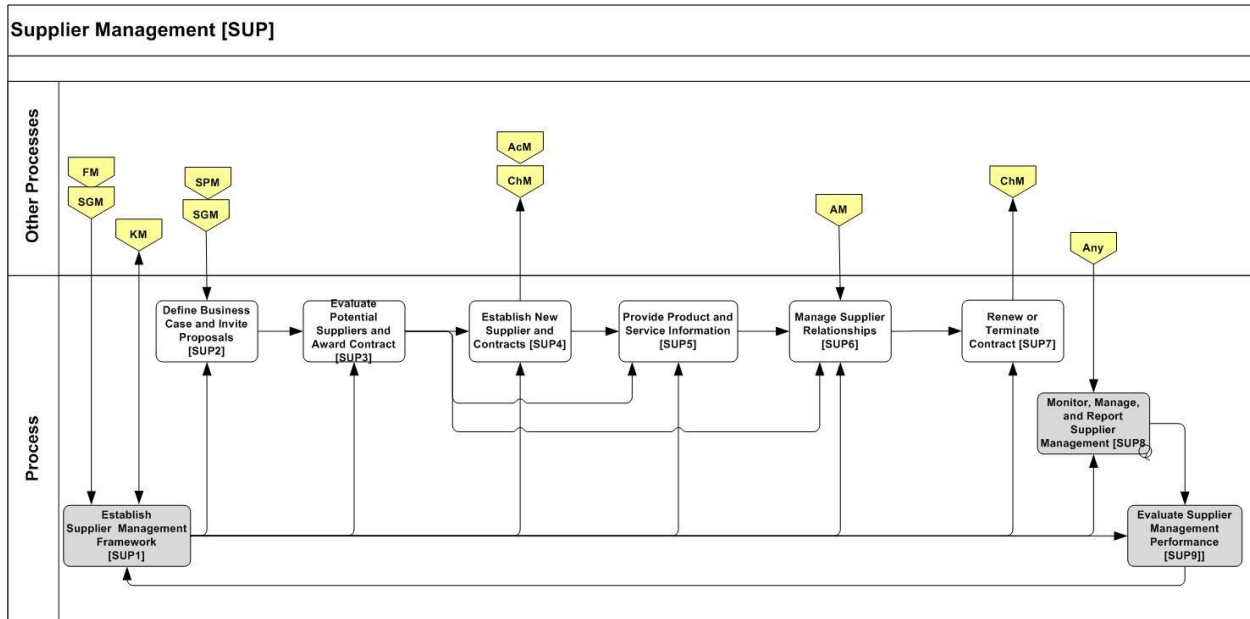 Supplier Management [SUP]
Other Processes
FM
SGM
KM
SPM
SGM
AcM
ChM
AM
ChM
Any
Process
Define Business
Case and Invite
Proposals
[SUP2]
Evaluate
Potential
Suppliers and
Award Contract
[SUP3]
Establish New
Supplier and
Contracts [SUP4]
Provide Product and
Service Information
[SUP5]
Manage Supplier
Relationships
[SUP6]
Renew or
Terminate
Contract [SUP7]
Monitor, Manage,
and Report
Supplier
Management [SUP8
Establish
Supplier Management
Framework
[SUP1]
Evaluate Supplier
Management
Performance
[SUP9]]